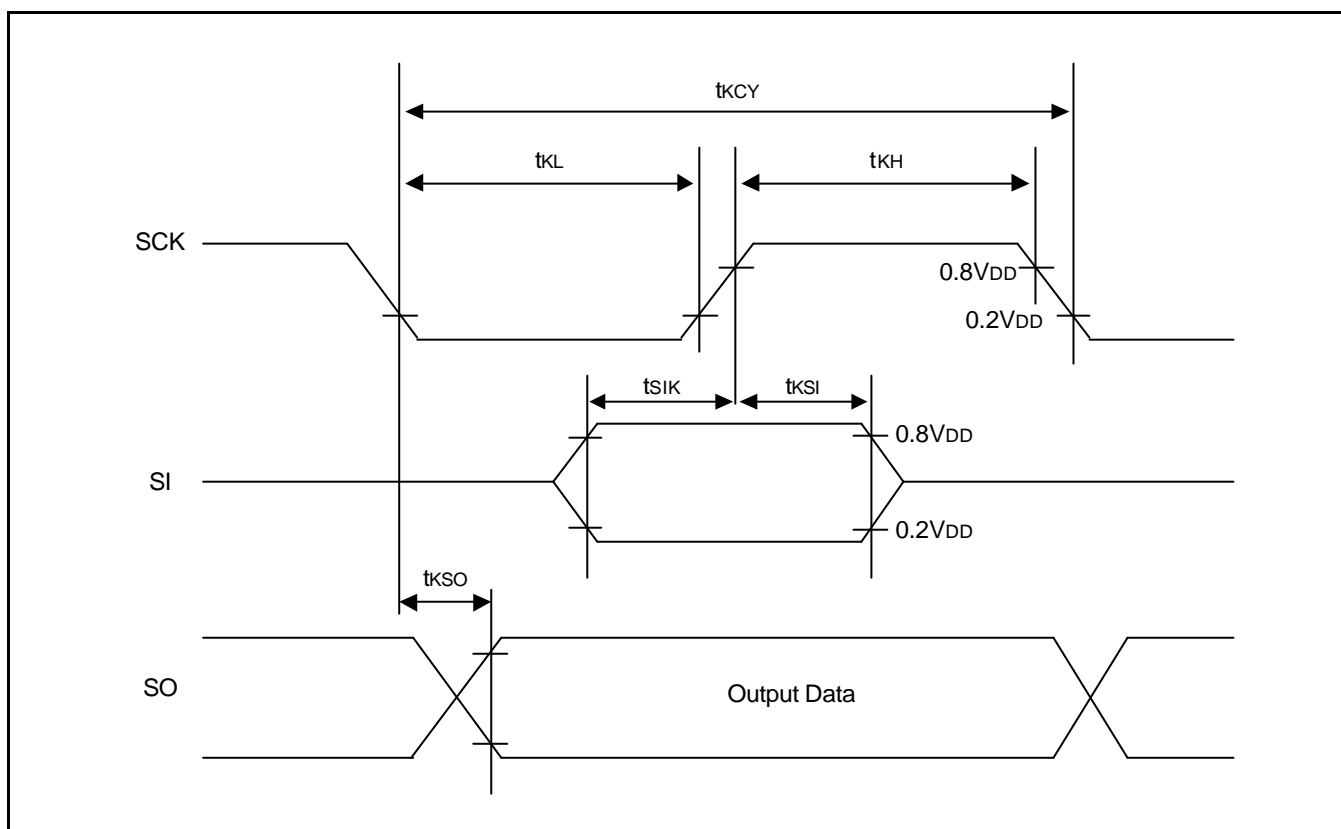 tKCY
tKL
tKH
SCK
0.8VDD
0.2VDD
tSIK
tKSI
0.8VDD
SI
0.2VDD
tKSO
SO
Output Data